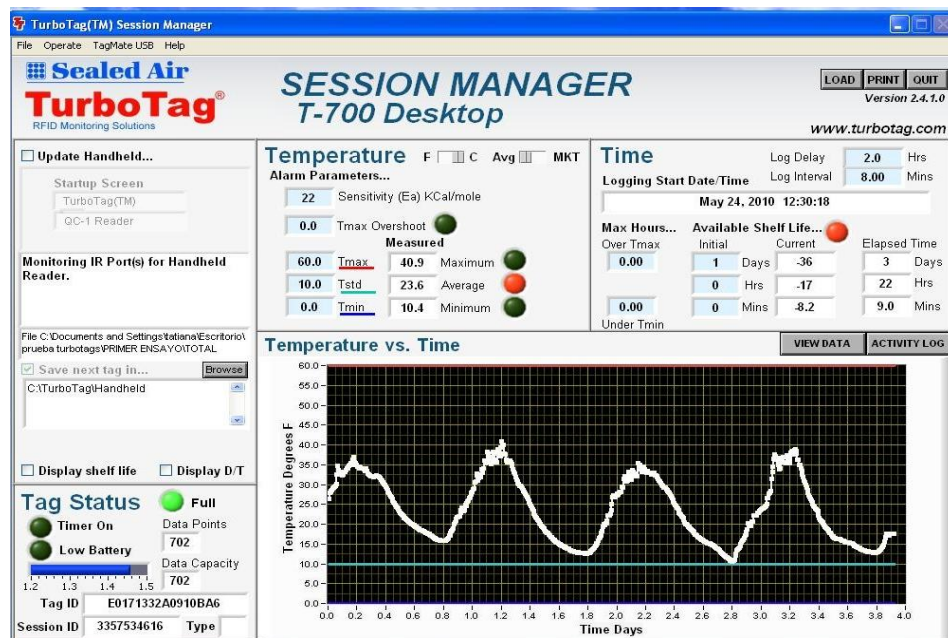 TurboTag(TM) Session Manager
File Operate TagMate USB Help
Sealed Air
TurboTag®
RFID Monitoring Solutions
SESSION MANAGER
T-700 Desktop
LOAD PRINT QUIT
Version 2.4.1.0
www.turbotag.com
Update Handheld...
Startup Screen
TurboTag(TM)
QC-1 Reader
Monitoring IR Port(s) for Handheld
Reader.
File C:\Documents and Settings\tatiana\Escritorio\
prueba turbotags\PRIMER ENSAYO\TOTAL
Save next tag in... Browse
C:\TurboTag\Handheld
Display shelf life Display D/T
Tag Status Full
Timer On Data Points
702
Low Battery Data Capacity
702
1.2 1.3 1.4 1.5
Tag ID E0171332A0910BA6
Session ID 3357534616 Type
Temperature F C Avg MKT
Alarm Parameters...
22 Sensitivity (Ea) KCal/mole
0.0 Tmax Overshoot
Measured
60.0 Tmax 40.9 Maximum
10.0 Tstd 23.6 Average
0.0 Tmin 10.4 Minimum
Time Log Delay 2.0 Hrs
Logging Start Date/Time Log Interval 8.00 Mins
May 24, 2010 12:30:18
Max Hours... Available Shelf Life...
Over Tmax Initial Current Elapsed Time
0.00 1 Days -36 3 Days
0 Hrs -17 22 Hrs
0.00 0 Mins -8.2 9.0 Mins
Under Tmin
Temperature vs. Time VIEW DATA ACTIVITY LOG
Temperature Degrees F
60.0
55.0
50.0
45.0
40.0
35.0
30.0
25.0
20.0
15.0
10.0
5.0
0.0
0.0 0.2 0.4 0.6 0.8 1.0 1.2 1.4 1.6 1.8 2.0 2.2 2.4 2.6 2.8 3.0 3.2 3.4 3.6 3.8 4.0
Time Days